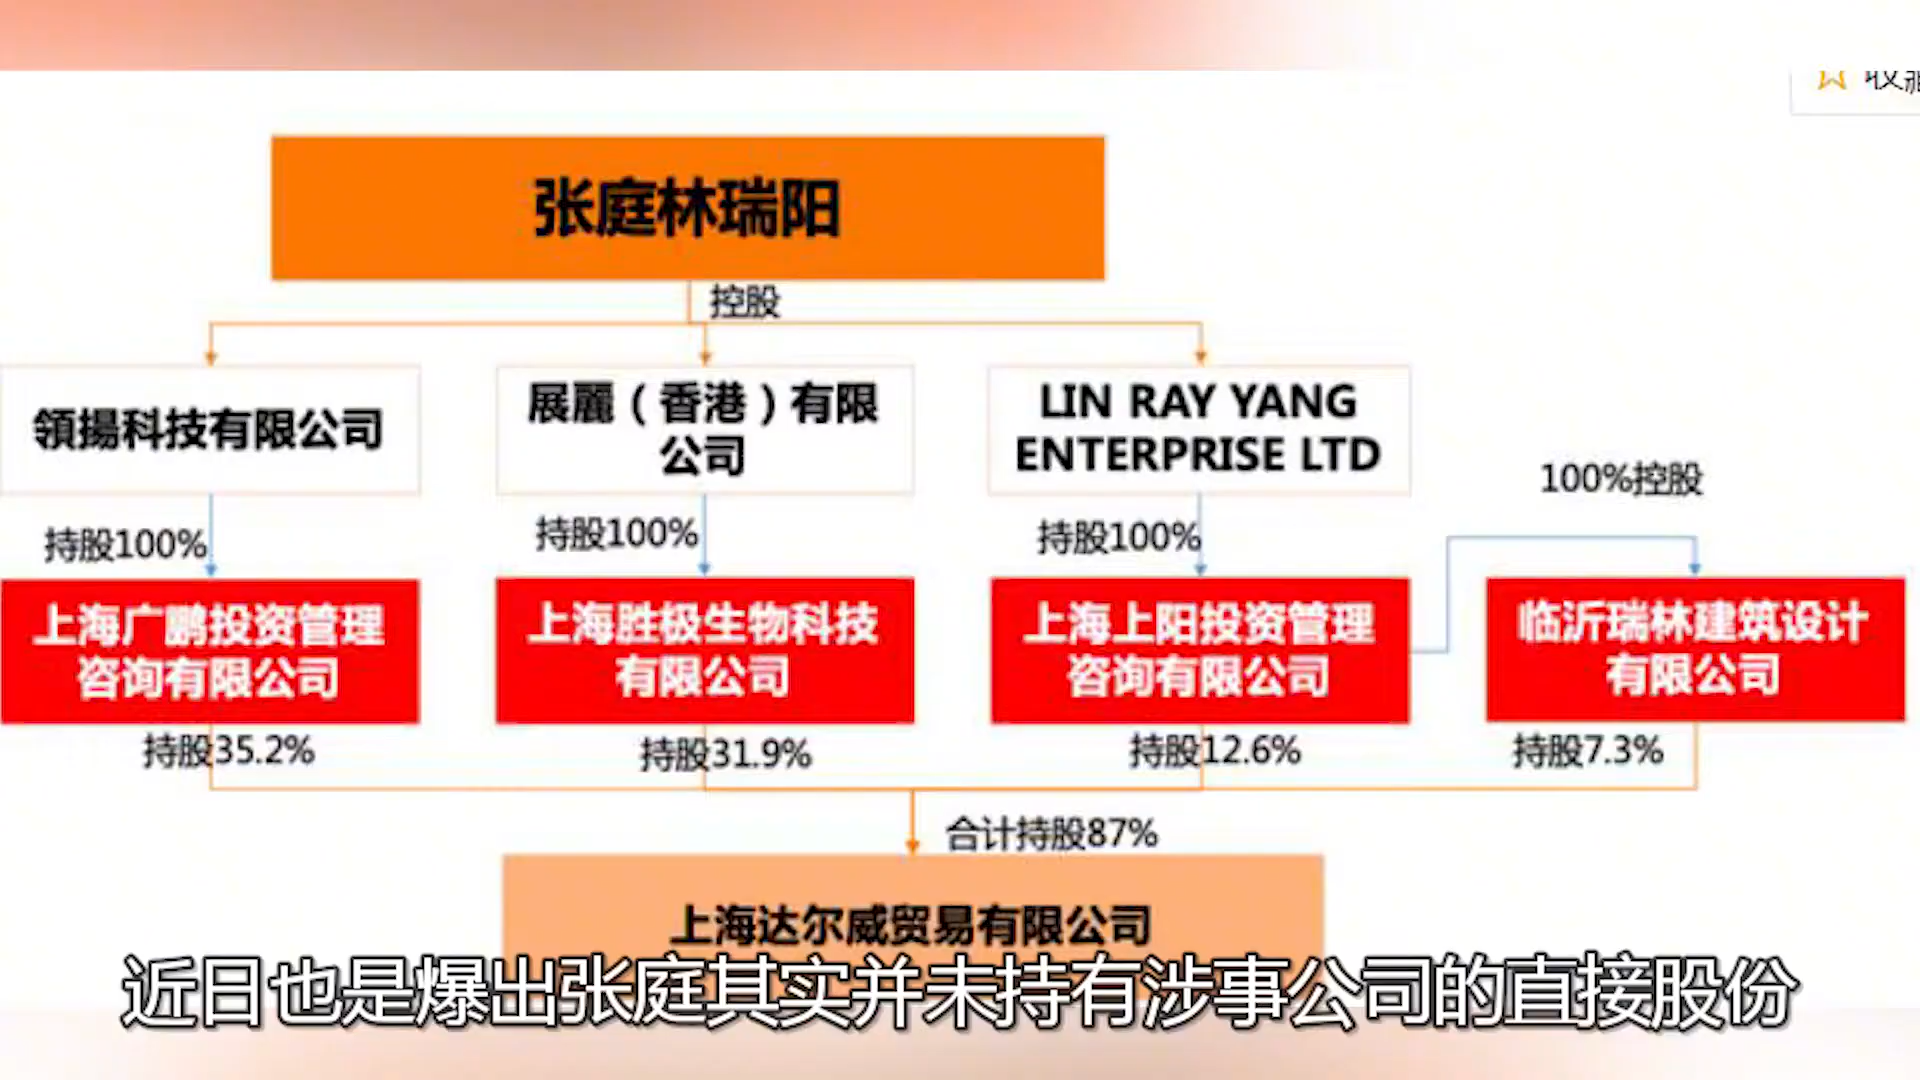 收藏
张庭林瑞阳
控股
領揚科技有限公司
展麗（香港）有限
公司
LIN RAY YANG
ENTERPRISE LTD
100%控股
持股100%
持股100%
持股100%
上海广鹏投资管理
咨询有限公司
上海胜极生物科技
有限公司
上海上阳投资管理
咨询有限公司
临沂瑞林建筑设计
有限公司
持股35.2%
持股31.9%
持股12.6%
持股7.3%
合计持股87%
上海达尔威贸易有限公司
近日也是爆出张庭其实并未持有涉事公司的直接股份